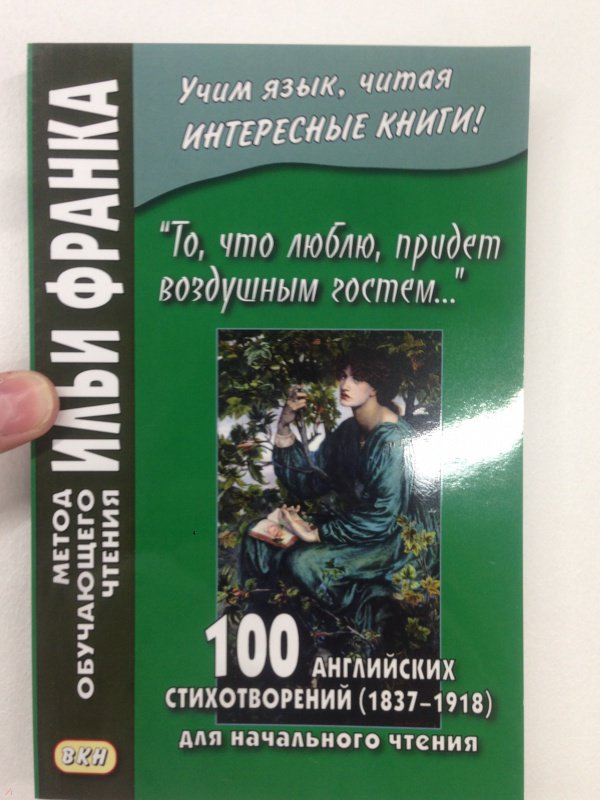 Учим язык, читая
ИНТЕРЕСНЫЕ КНИГИ!
МЕТОД
ОБУЧАЮЩЕГО
ЧТЕНИЯ
ИЛЬИ ФРАНКА
"То, что люблю, придет
воздушным гостем..."
100 АНГЛИЙСКИХ
СТИХОТВОРЕНИЙ (1837-1918)
для начального чтения
ВКН